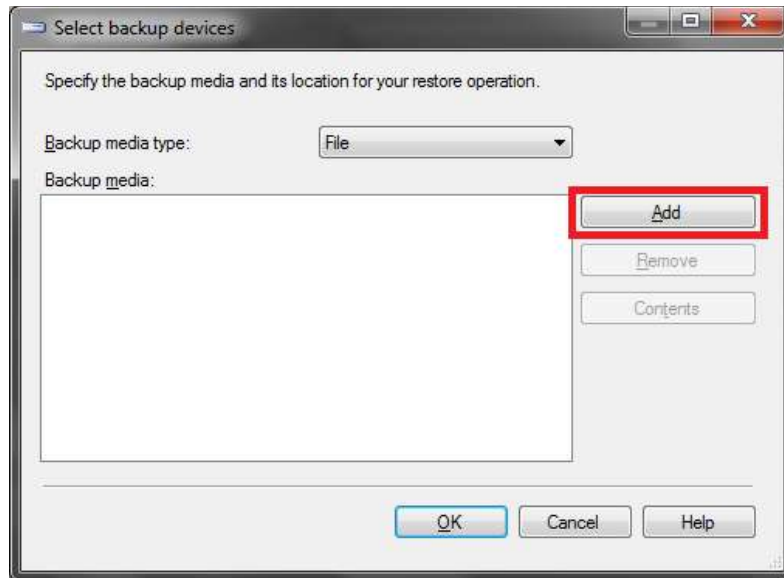 Select backup devices
Specify the backup media and its location for your restore operation.
Backup media type: File
Backup media:
Add
Remove
Contents
OK Cancel Help